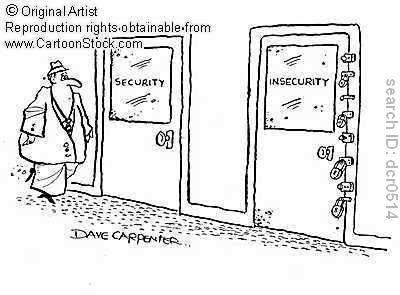 © Original Artist
Reproduction rights obtainable from
www.CartoonStock.com
SECURITY
INSECURITY
search ID: dcr0514
DAVE CARPENTER